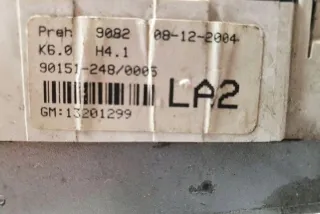 Preh 9082 08-12-2004
K6.0 H4.1
90151-248/0005
LA2
GM:13201299